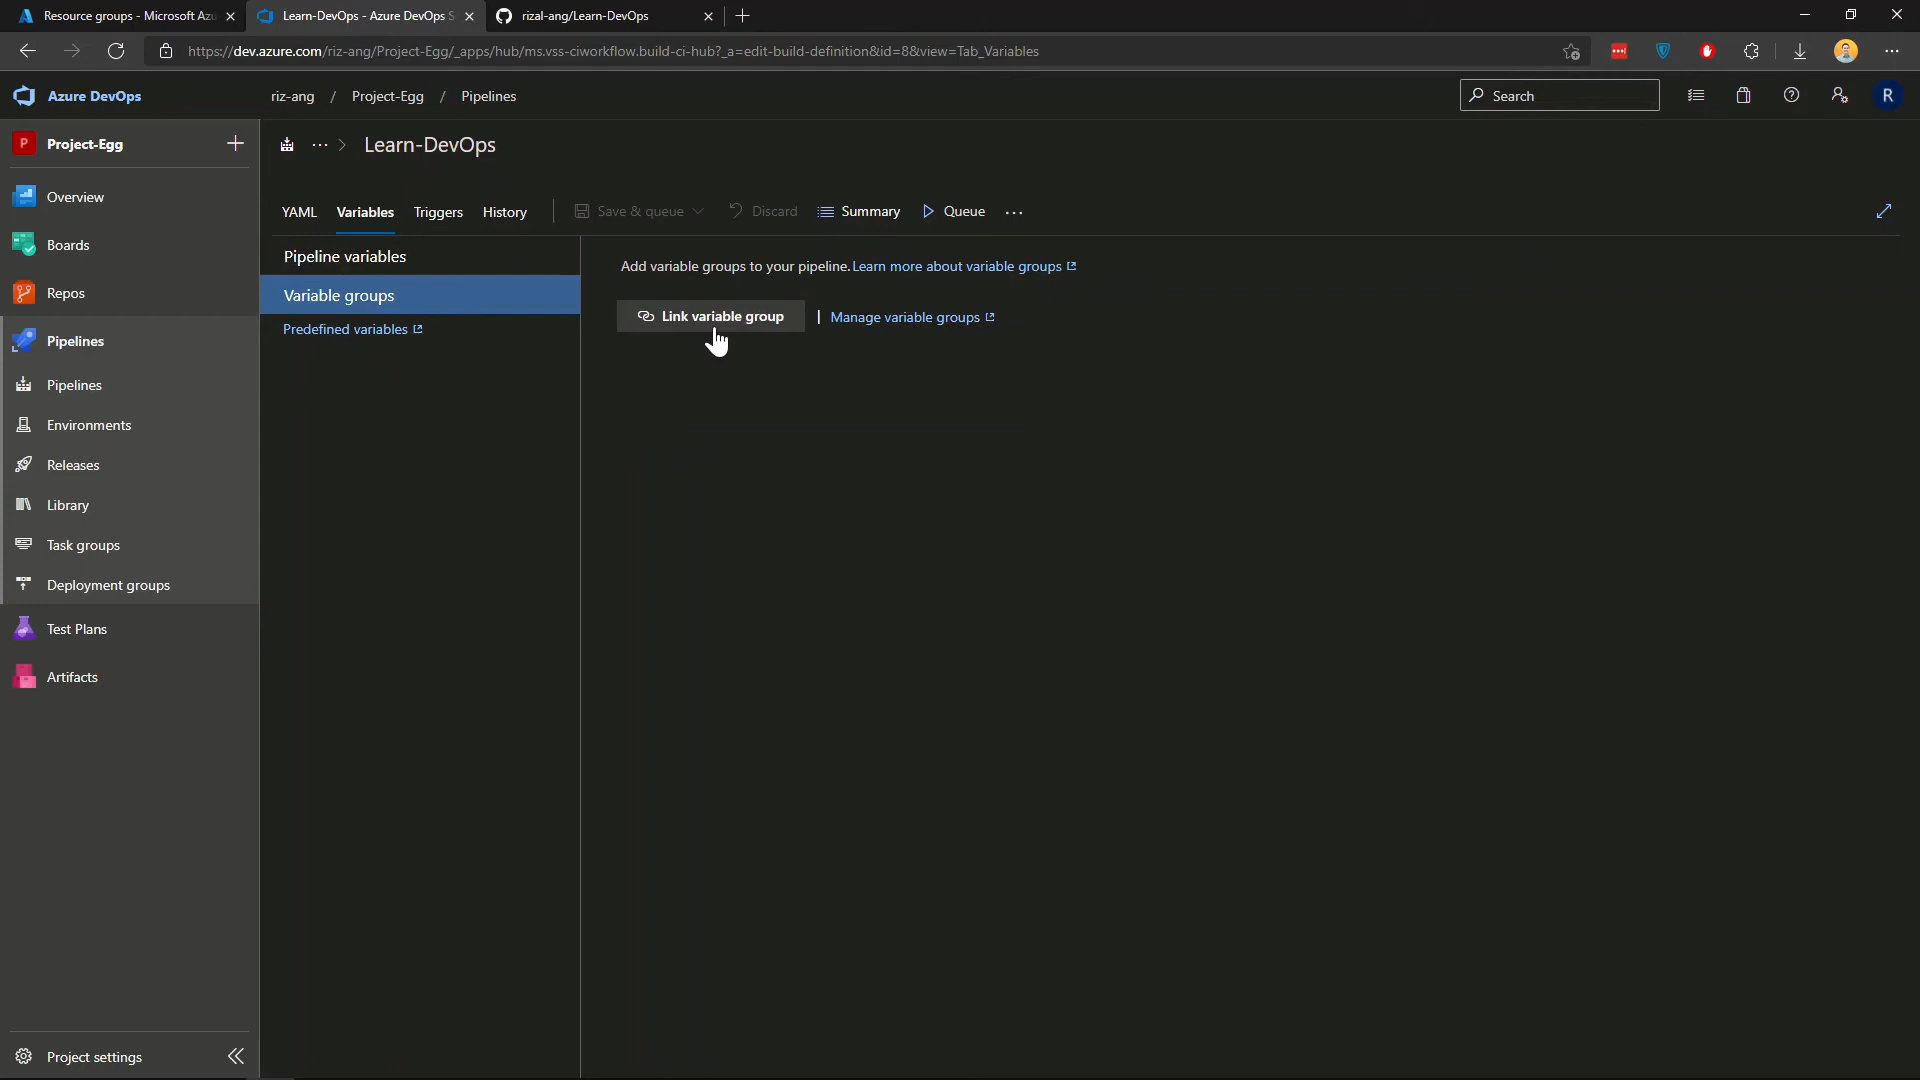 Resource groups - Microsoft Azu
Learn-DevOps - Azure DevOps S
rizal-ang/Learn-DevOps
https://dev.azure.com/riz-ang/Project-Egg/_apps/hub/ms.vss-ciworkflow.build-ci-hub?_a=edit-build-definition&id=8&view=Tab_Variables
Azure DevOps
riz-ang / Project-Egg / Pipelines
Search
R
P Project-Egg
Learn-DevOps
Overview
Boards
Repos
Pipelines
Pipelines
Environments
Releases
Library
Task groups
Deployment groups
Test Plans
Artifacts
Project settings
YAML Variables Triggers History Save & queue Discard Summary Queue
Pipeline variables
Variable groups
Predefined variables
Add variable groups to your pipeline. Learn more about variable groups
Link variable group | Manage variable groups